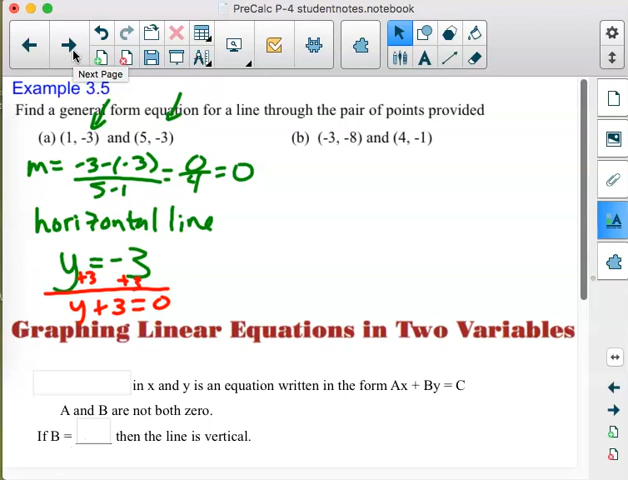 PreCalc P-4 studentnotes.notebook
Next Page
Example 3.5
Find a general form equation for a line through the pair of points provided
(a) (1, -3) and (5, -3) (b) (-3, -8) and (4, -1)
m = -3-(-3) / 5-1 = 0/4 = 0
horizontal line
y = -3
+3 +3
y + 3 = 0
Graphing Linear Equations in Two Variables
in x and y is an equation written in the form Ax + By = C
A and B are not both zero.
If B = then the line is vertical.